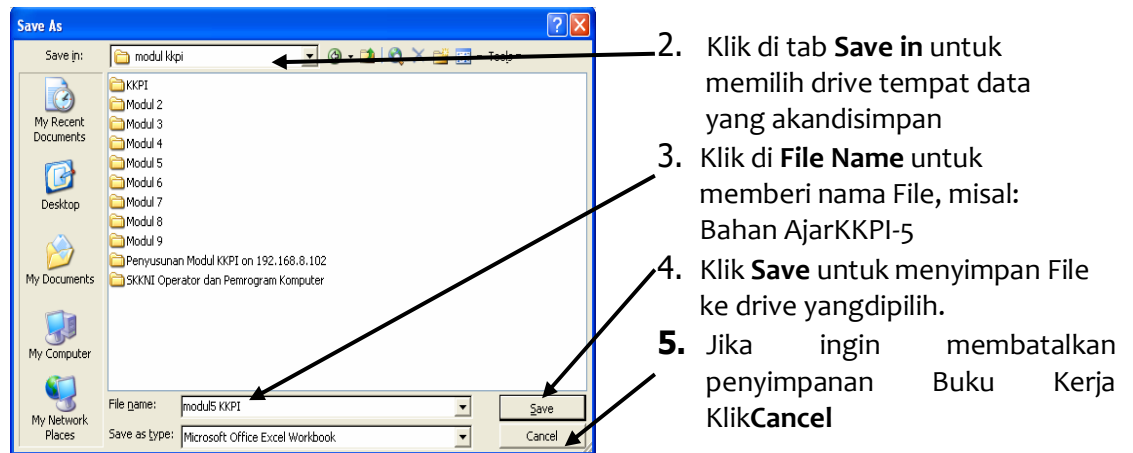 Save As
Save in:
modul kkpi
Tools
My Recent
Documents
Desktop
My Documents
My Computer
My Network
Places
KKPI
Modul 2
Modul 3
Modul 4
Modul 5
Modul 6
Modul 7
Modul 8
Modul 9
Penyusunan Modul KKPI on 192.168.8.102
SKKNI Operator dan Pemrogram Komputer
File name:
modul5 KKPI
Save
Save as type:
Microsoft Office Excel Workbook
Cancel
2. Klik di tab Save in untuk
memilih drive tempat data
yang akandisimpan
3. Klik di File Name untuk
memberi nama File, misal:
Bahan AjarKKPI-5
4. Klik Save untuk menyimpan File
ke drive yangdipilih.
5. Jika ingin membatalkan
penyimpanan Buku Kerja
KlikCancel